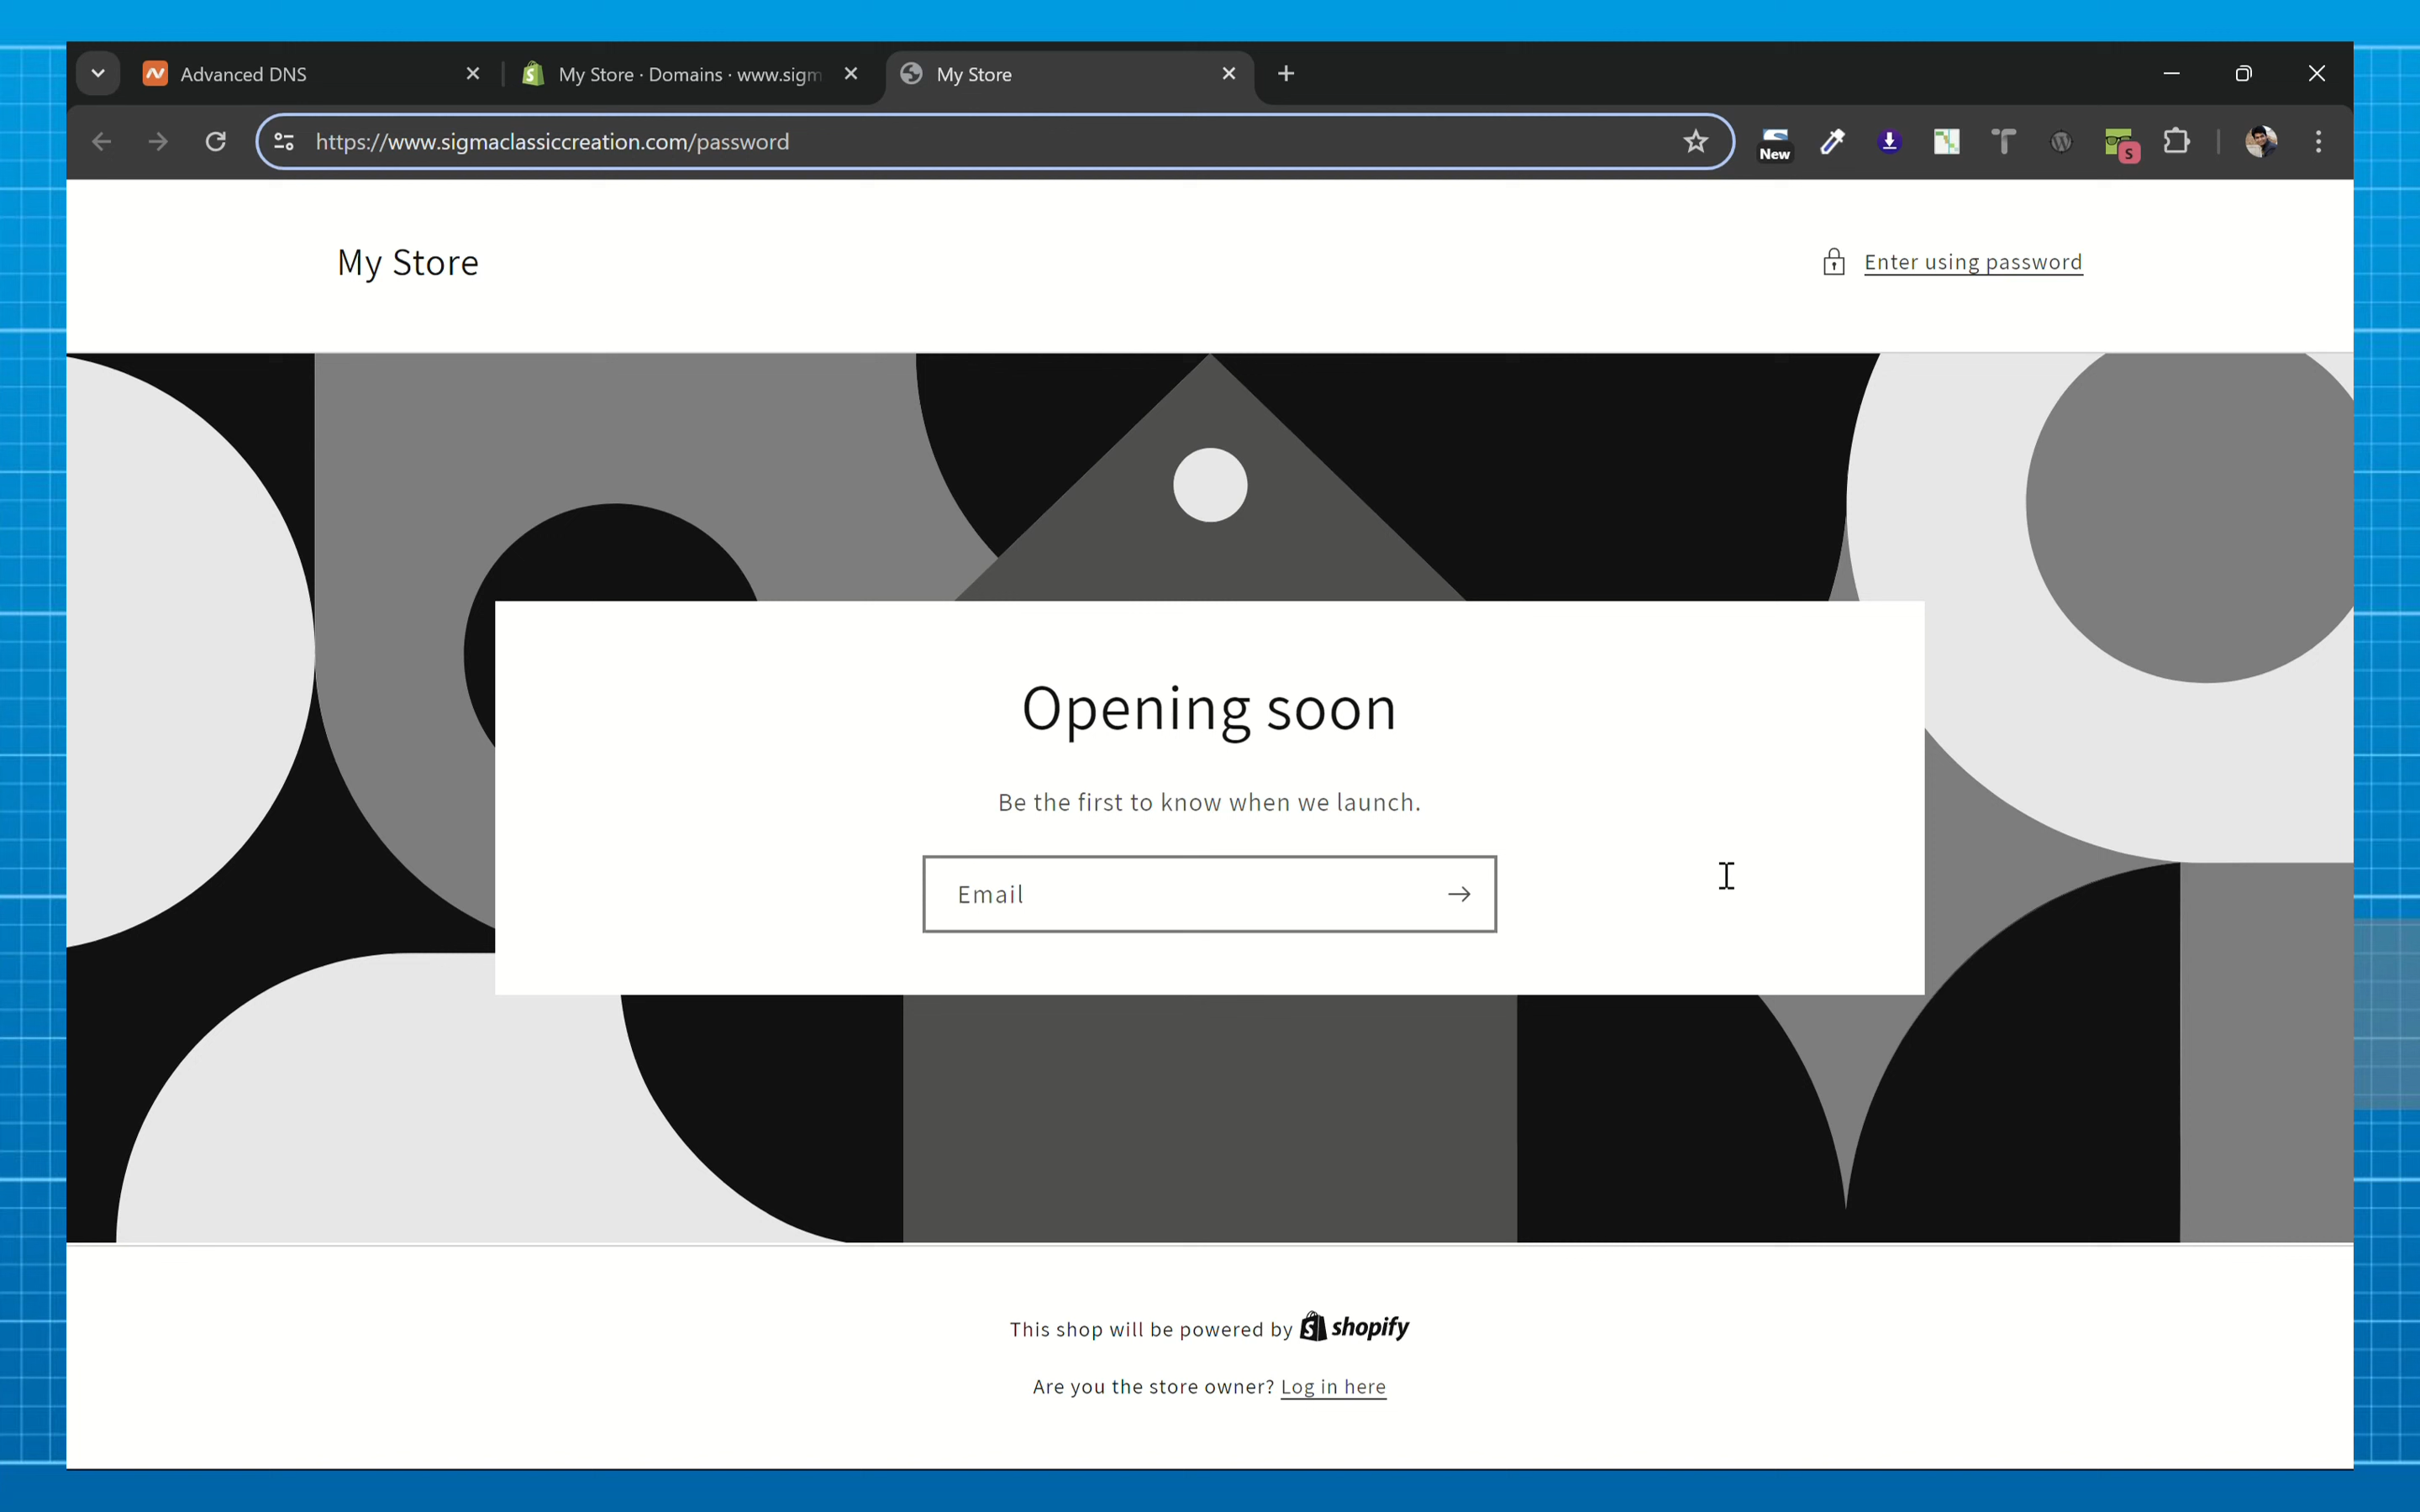 Advanced DNS
My Store · Domains · www.sigm
My Store
https://www.sigmaclassiccreation.com/password
New
S
My Store
Enter using password
Opening soon
Be the first to know when we launch.
Email
This shop will be powered by shopify
Are you the store owner? Log in here